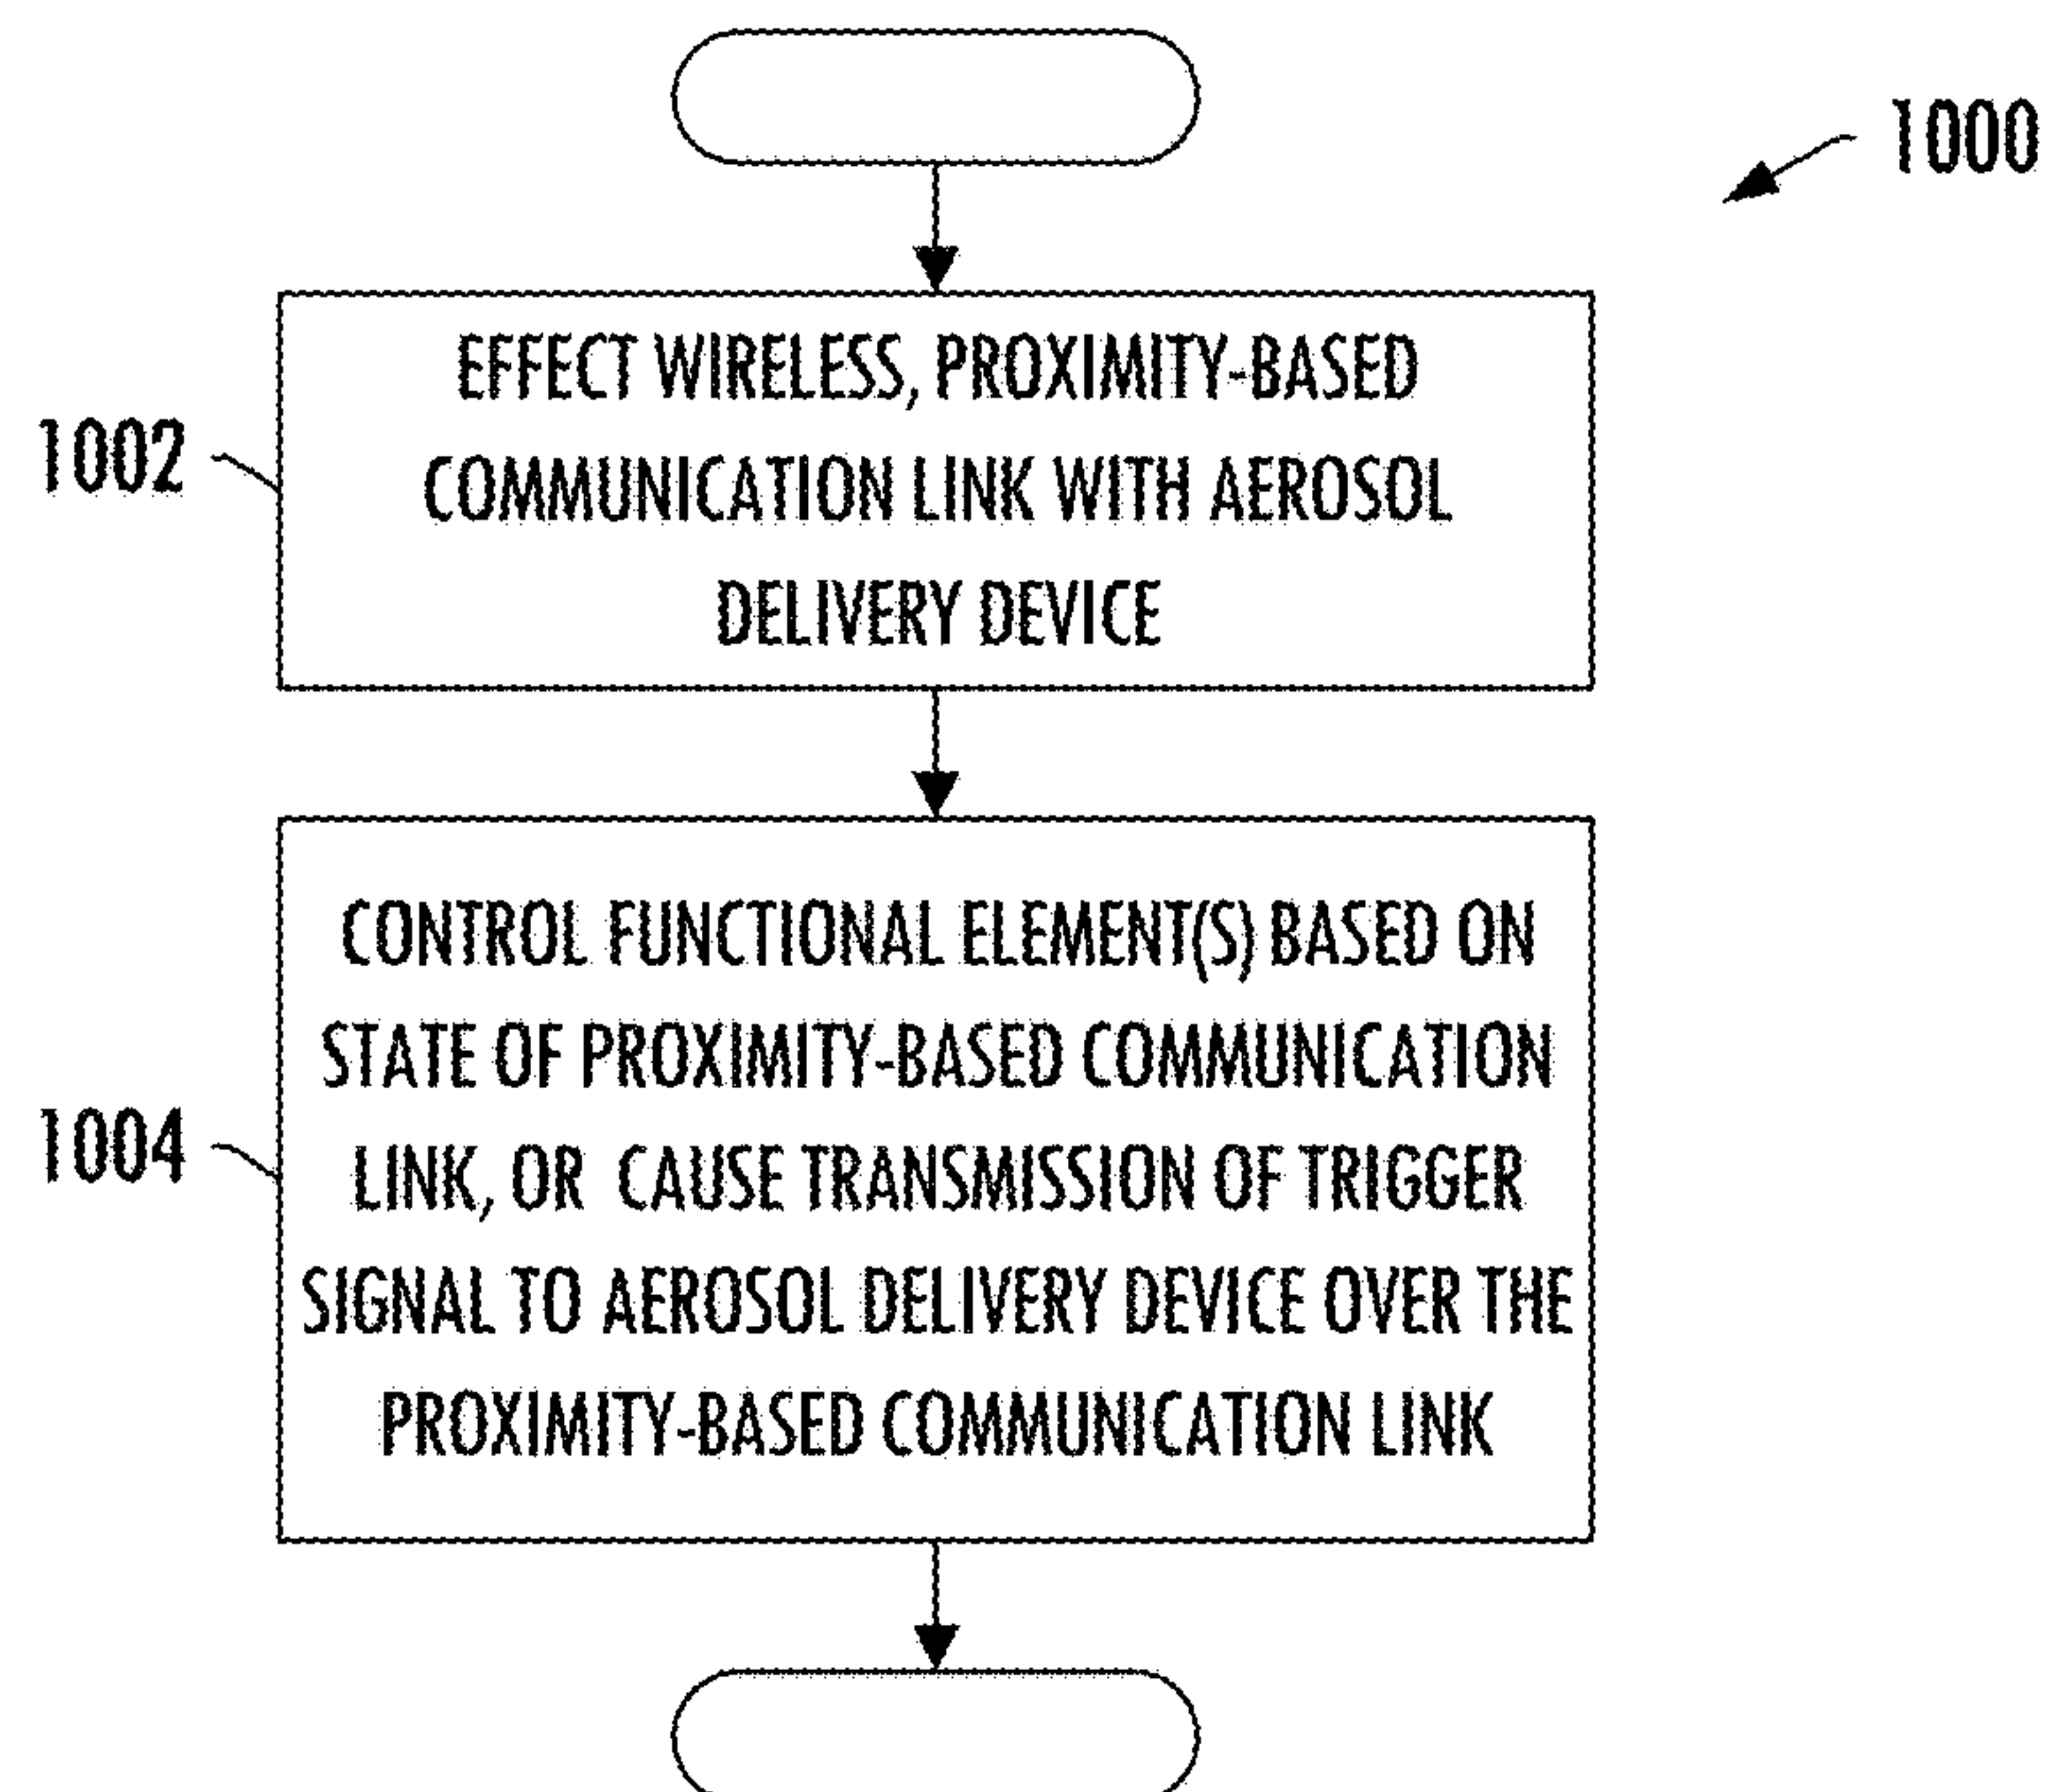 1000
1002
EFFECT WIRELESS, PROXIMITY-BASED
COMMUNICATION LINK WITH AEROSOL
DELIVERY DEVICE
1004
CONTROL FUNCTIONAL ELEMENT(S) BASED ON
STATE OF PROXIMITY-BASED COMMUNICATION
LINK, OR CAUSE TRANSMISSION OF TRIGGER
SIGNAL TO AEROSOL DELIVERY DEVICE OVER THE
PROXIMITY-BASED COMMUNICATION LINK